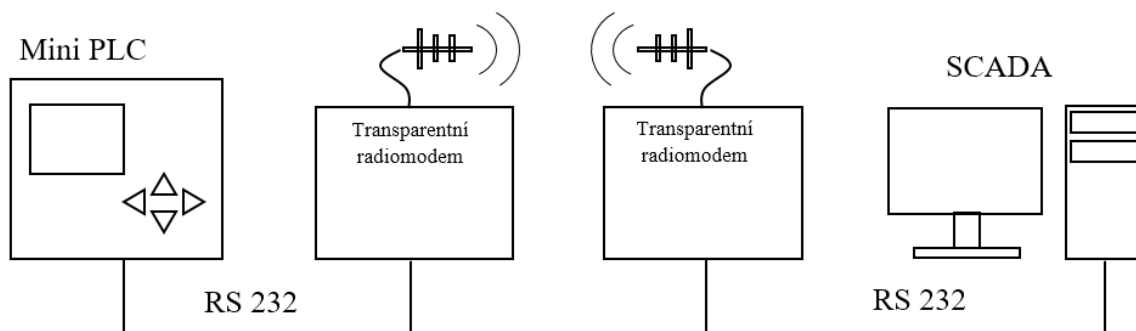 Mini PLC
Transparentní
radiomodem
Transparentní
radiomodem
SCADA
RS 232
RS 232